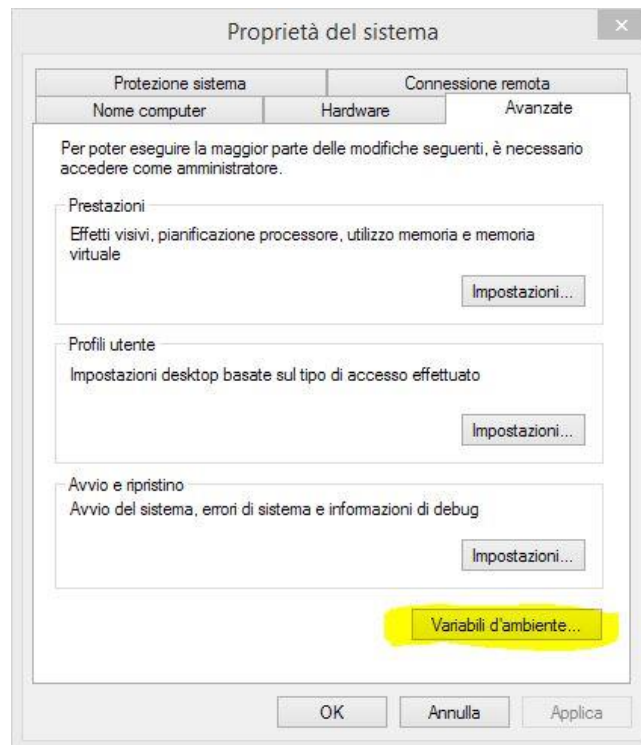 Proprietà del sistema
Protezione sistema
Connessione remota
Nome computer
Hardware
Avanzate
Per poter eseguire la maggior parte delle modifiche seguenti, è necessario
accedere come amministratore.
Prestazioni
Effetti visivi, pianificazione processore, utilizzo memoria e memoria
virtuale
Impostazioni...
Profili utente
Impostazioni desktop basate sul tipo di accesso effettuato
Impostazioni...
Avvio e ripristino
Avvio del sistema, errori di sistema e informazioni di debug
Impostazioni...
Variabili d'ambiente...
OK
Annulla
Applica